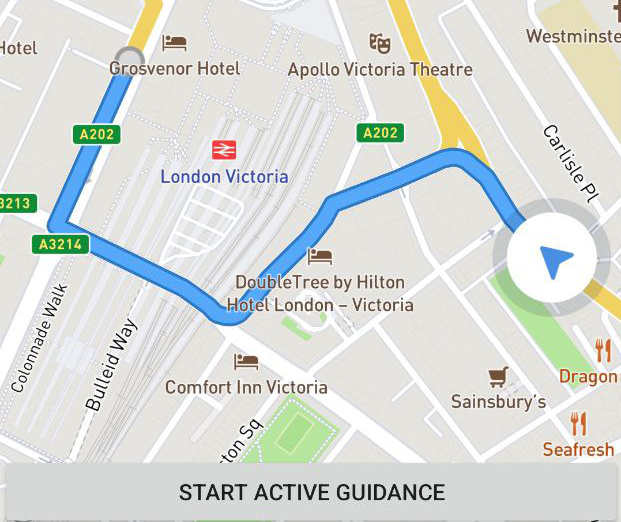 Hotel
Grosvenor Hotel
Apollo Victoria Theatre
Westminste
A202
A202
Carlisle Pl
London Victoria
3213
A3214
DoubleTree by Hilton
Hotel London – Victoria
Colonnade Walk
Bulleid Way
Comfort Inn Victoria
Sainsbury's
Dragon
Seafresh
ston Sq
START ACTIVE GUIDANCE